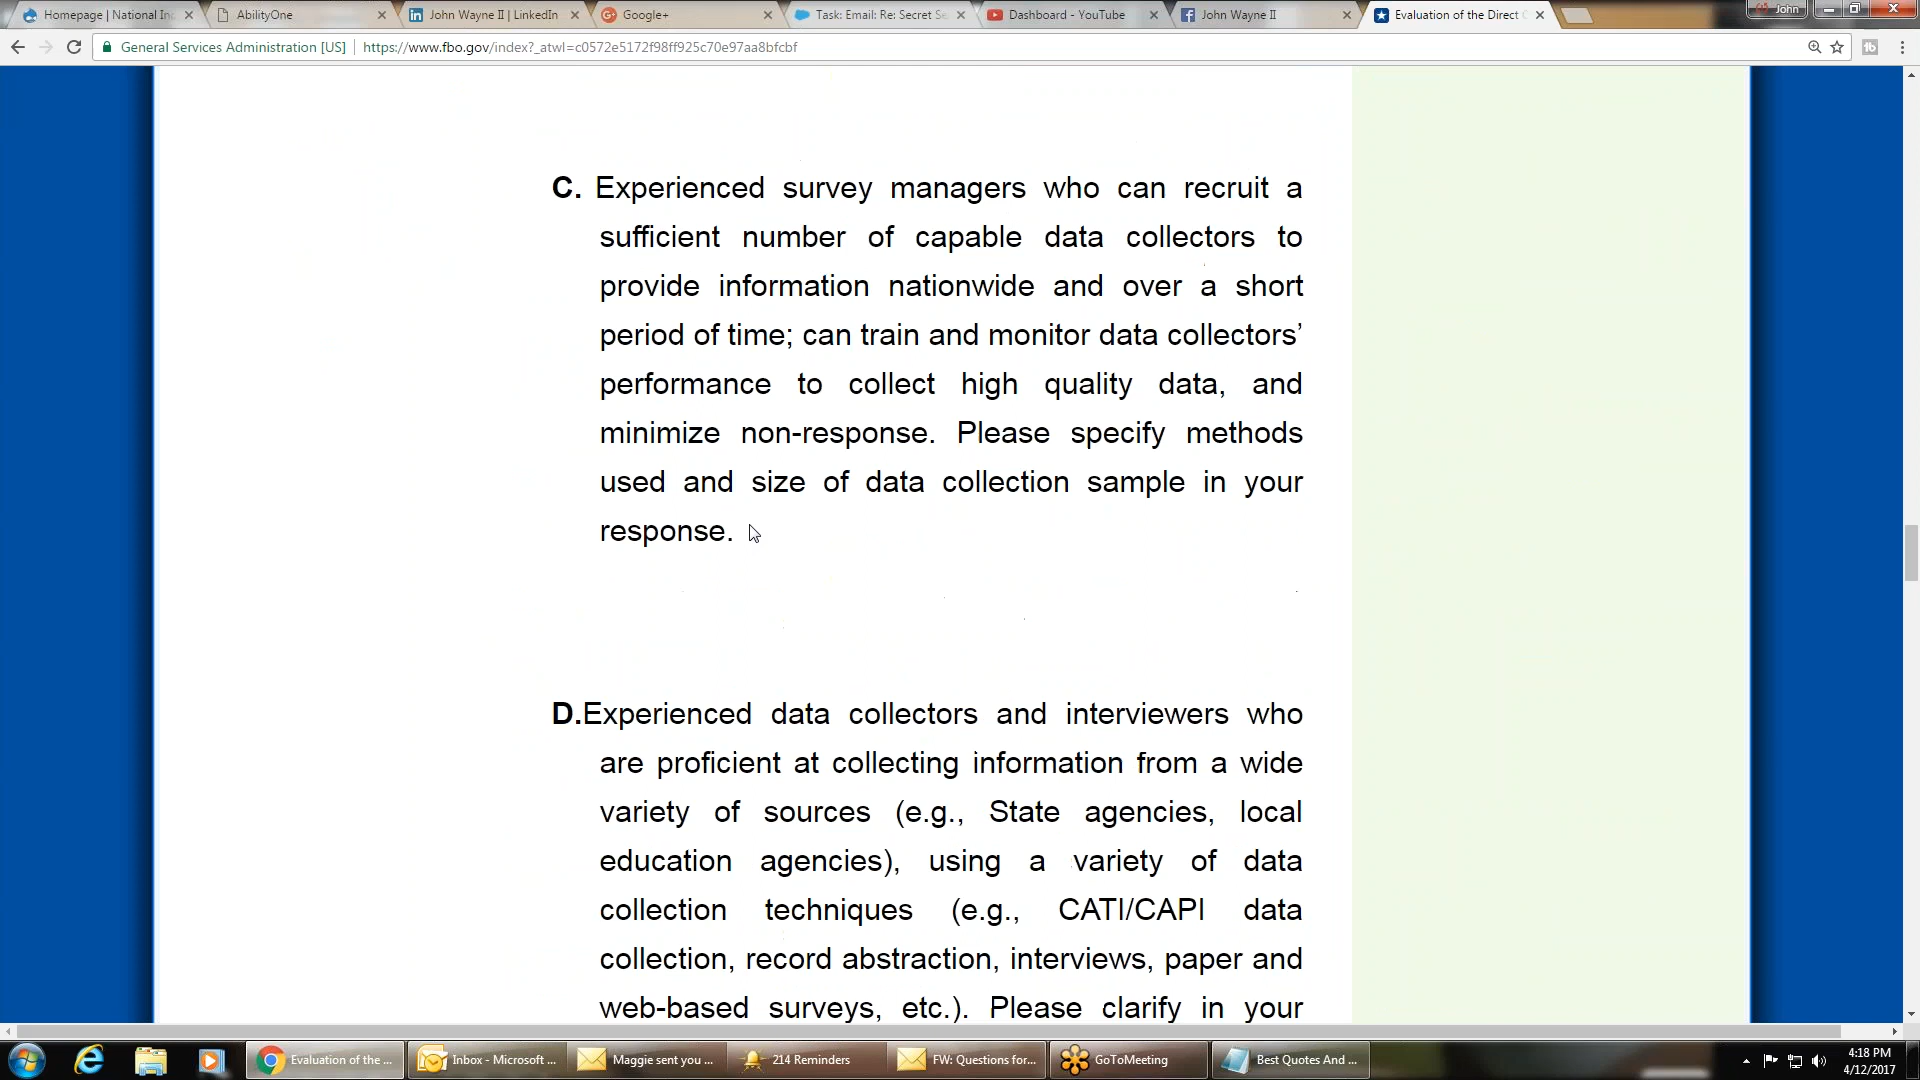 Homepage | National In
AbilityOne
John Wayne II | LinkedIn
Google+
Task: Email: Re: Secret Se
Dashboard - YouTube
John Wayne II
Evaluation of the Direct
John
General Services Administration [US]
https://www.fbo.gov/index?_atwl=c0572e5172f98ff925c70e97aa8bfcbf
C. Experienced survey managers who can recruit a
sufficient number of capable data collectors to
provide information nationwide and over a short
period of time; can train and monitor data collectors’
performance to collect high quality data, and
minimize non-response. Please specify methods
used and size of data collection sample in your
response.
D.Experienced data collectors and interviewers who
are proficient at collecting information from a wide
variety of sources (e.g., State agencies, local
education agencies), using a variety of data
collection techniques (e.g., CATI/CAPI data
collection, record abstraction, interviews, paper and
web-based surveys, etc.). Please clarify in your
Evaluation of the ...
Inbox - Microsoft ...
Maggie sent you ...
214 Reminders
FW: Questions for...
GoToMeeting
Best Quotes And ...
4:18 PM
4/12/2017